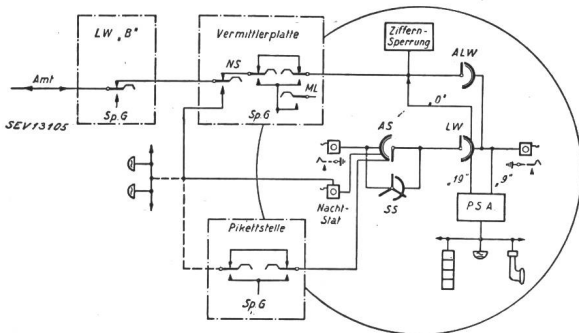 LW „B"
Vermittlerplatte
Ziffern-
Sperrung
ALW
Amt
NS
ML
Sp.G
Sp.G
„0"
AS
LW
SEV13105
„19"
„9"
Nacht-
Stat
SS
P S A
Pikettstelle
Sp.G